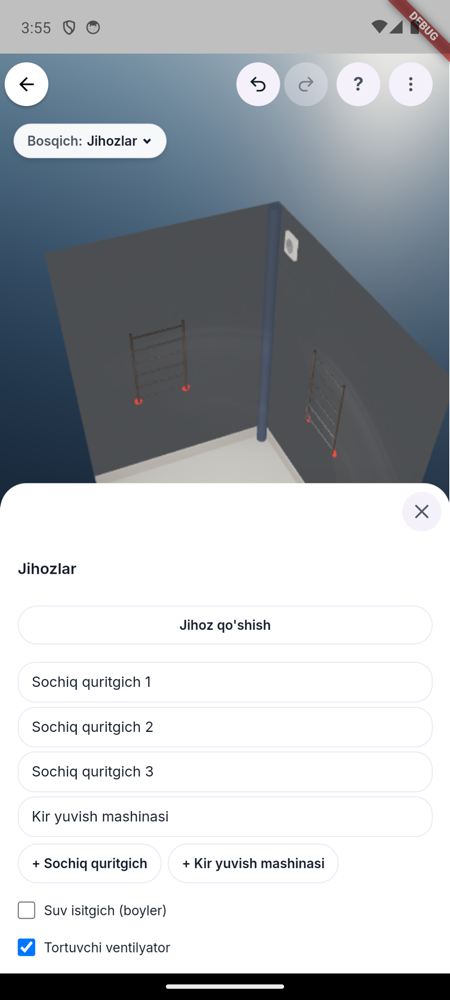 3:55
DEBUG
?
Bosqich: Jihozlar
Jihozlar
Jihoz qo'shish
Sochiq quritgich 1
Sochiq quritgich 2
Sochiq quritgich 3
Kir yuvish mashinasi
+ Sochiq quritgich
+ Kir yuvish mashinasi
Suv isitgich (boyler)
Tortuvchi ventilyator